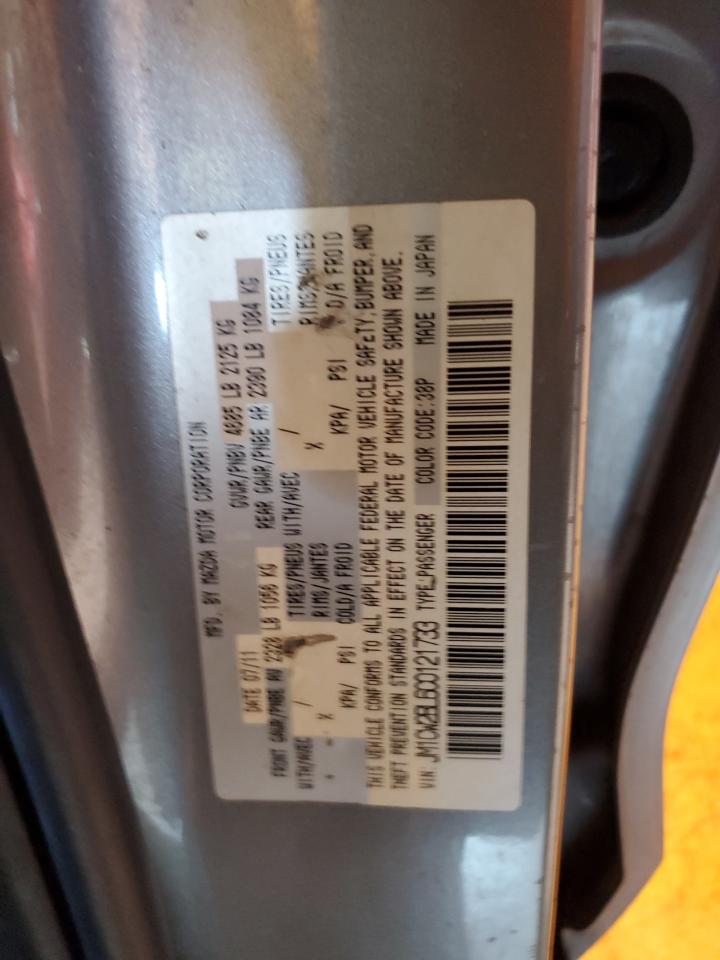 MFD. BY MAZDA MOTOR CORPORATION
DATE 07/11 GVWR/PNBV 4685 LB 2125 KG
FRONT GAWR/PNBE AV 2328 LB 1056 KG REAR GAWR/PNBE AR 2390 LB 1084 KG
WITH/AVEC / TIRES/PNEUS WITH/AVEC / TIRES/PNEUS
RIMS/JANTES RIMS/JANTES
KPA/ PSI COLD/A FROID KPA/ PSI D/A FROID
THIS VEHICLE CONFORMS TO ALL APPLICABLE FEDERAL MOTOR VEHICLE SAFETY, BUMPER, AND
THEFT PREVENTION STANDARDS IN EFFECT ON THE DATE OF MANUFACTURE SHOWN ABOVE.
VIN: JM1CW2BL6C0121733 TYPE:PASSENGER COLOR CODE:38P MADE IN JAPAN